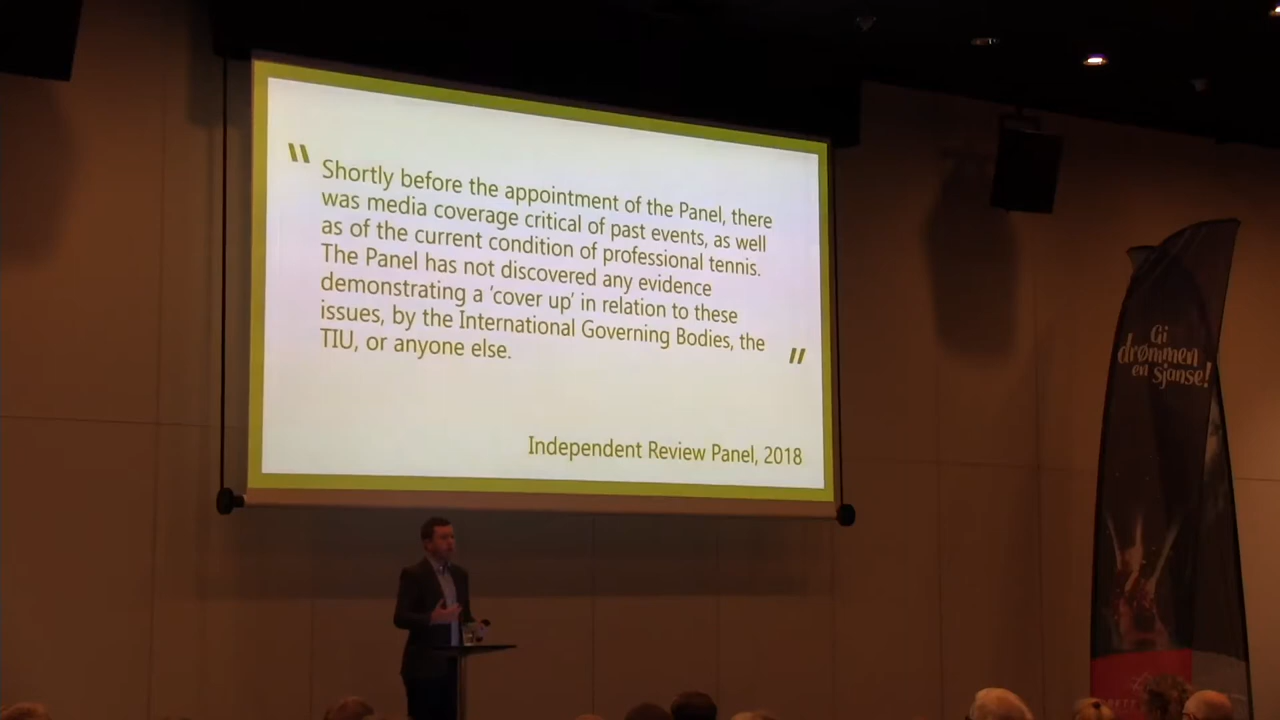 " Shortly before the appointment of the Panel, there
was media coverage critical of past events, as well
as of the current condition of professional tennis.
The Panel has not discovered any evidence
demonstrating a 'cover up' in relation to these
issues, by the International Governing Bodies, the
TIU, or anyone else. "
Independent Review Panel, 2018
Gi
drømmen
en sjanse!